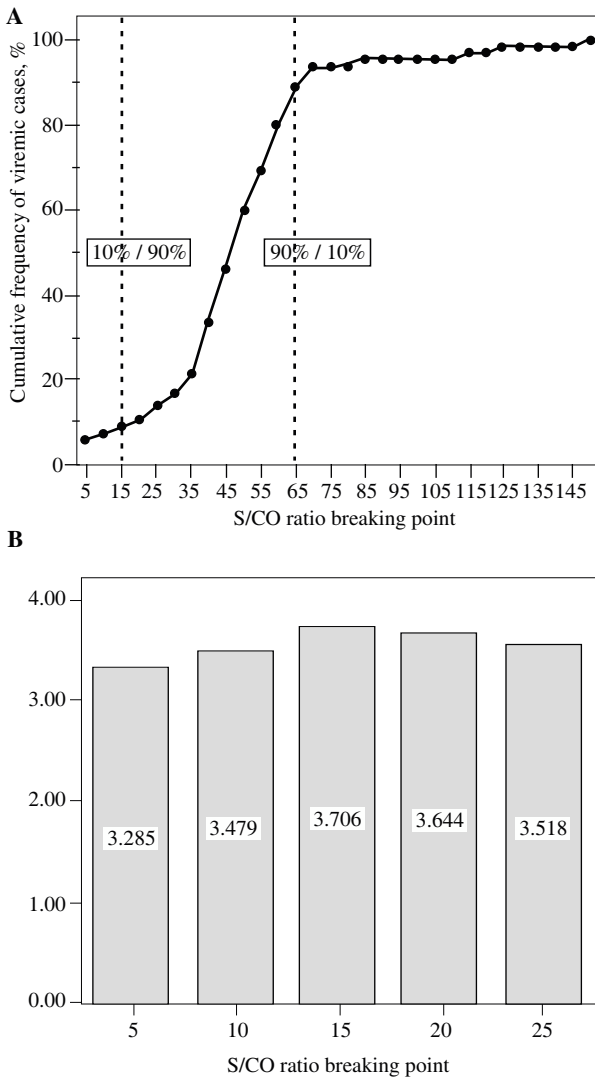 A
Cumulative frequency of viremic cases, %
100
80
60
40
20
0
10% / 90%
90% / 10%
5 15 25 35 45 55 65 75 85 95 105 115 125 135 145
S/CO ratio breaking point
B
4.00
3.00
2.00
1.00
0.00
3.285 3.479 3.706 3.644 3.518
5 10 15 20 25
S/CO ratio breaking point